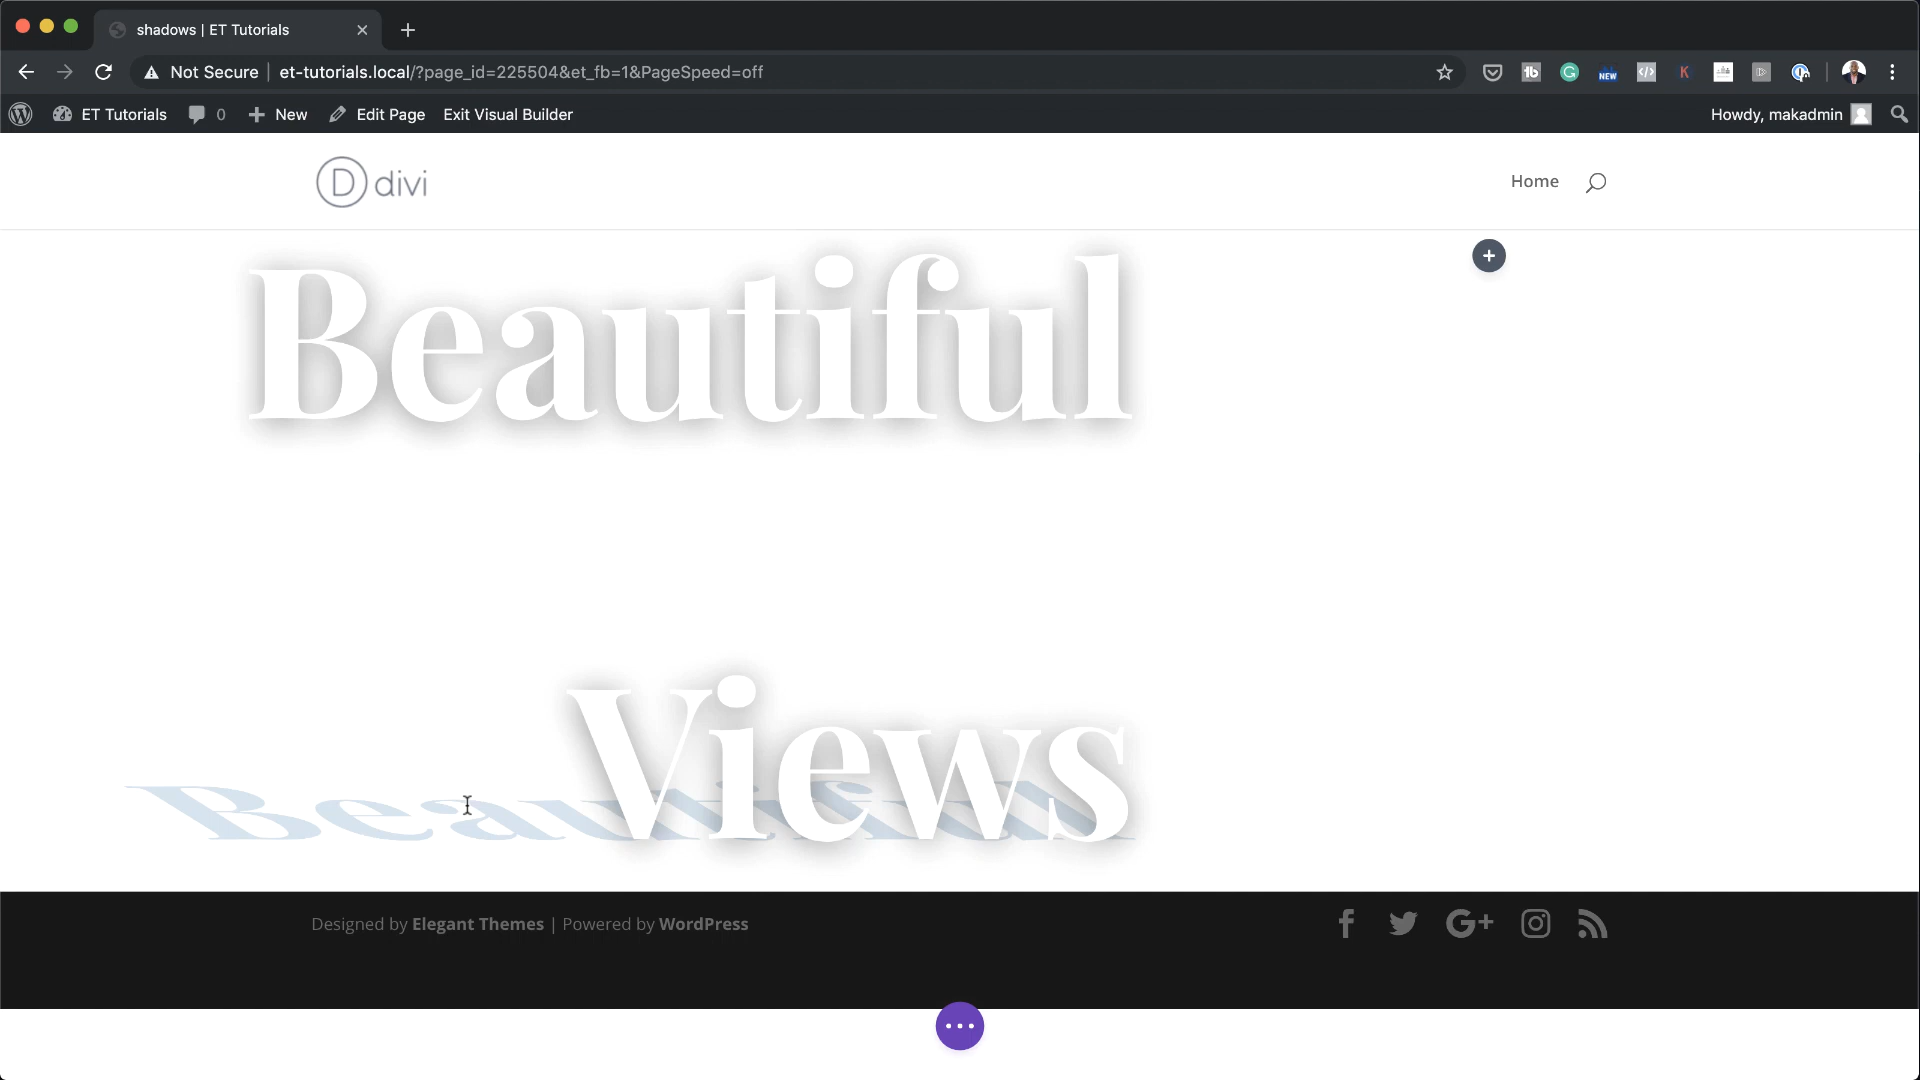 shadows | ET Tutorials
Not Secure | et-tutorials.local/?page_id=225504&et_fb=1&PageSpeed=off
ET Tutorials 0 New Edit Page Exit Visual Builder Howdy, makadmin
D divi Home
Beautiful
Views
Beautiful
Designed by Elegant Themes | Powered by WordPress